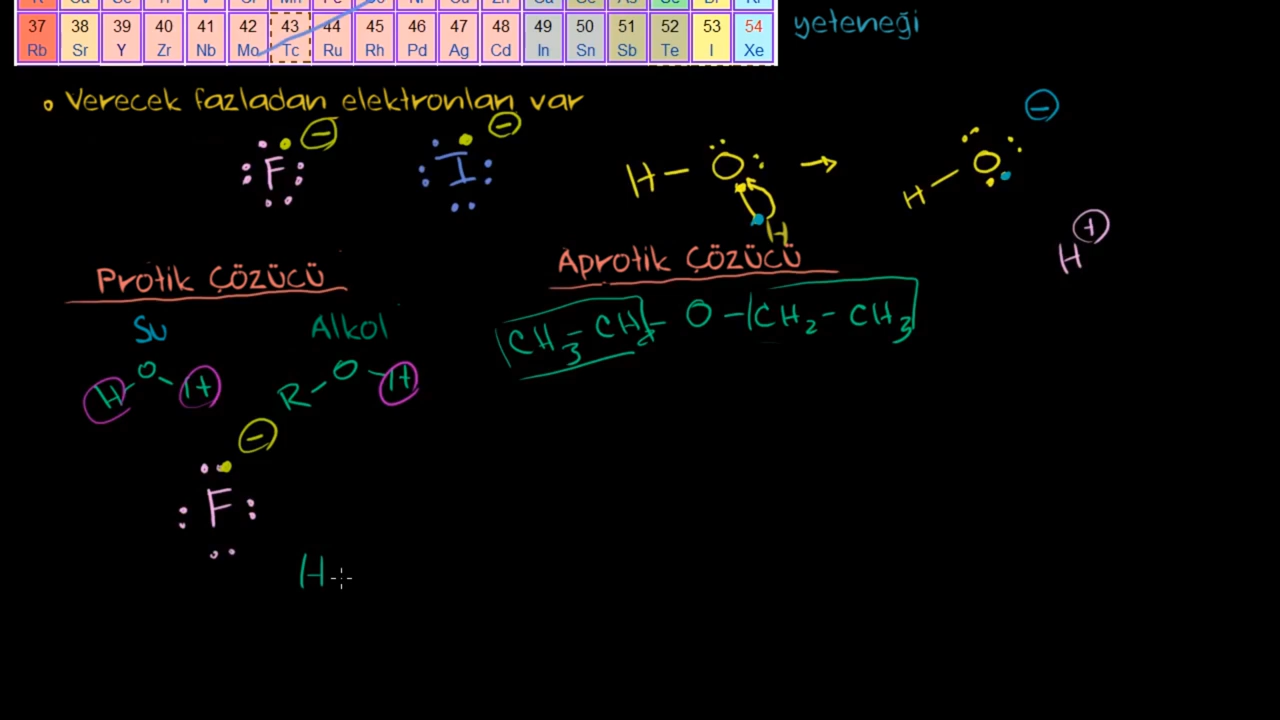 yeteneği
37 38 39 40 41 42 43 44 45 46 47 48 49 50 51 52 53 54
Rb Sr Y Zr Nb Mo Tc Ru Rh Pd Ag Cd In Sn Sb Te I Xe
Verecek fazladan elektronları var
F − I − H − O → H − O −
H
H +
Protik Çözücü Aprotik Çözücü
Su Alkol
CH3 − CH2 − O − CH2 − CH3
H O H R − O − H
−
F
H